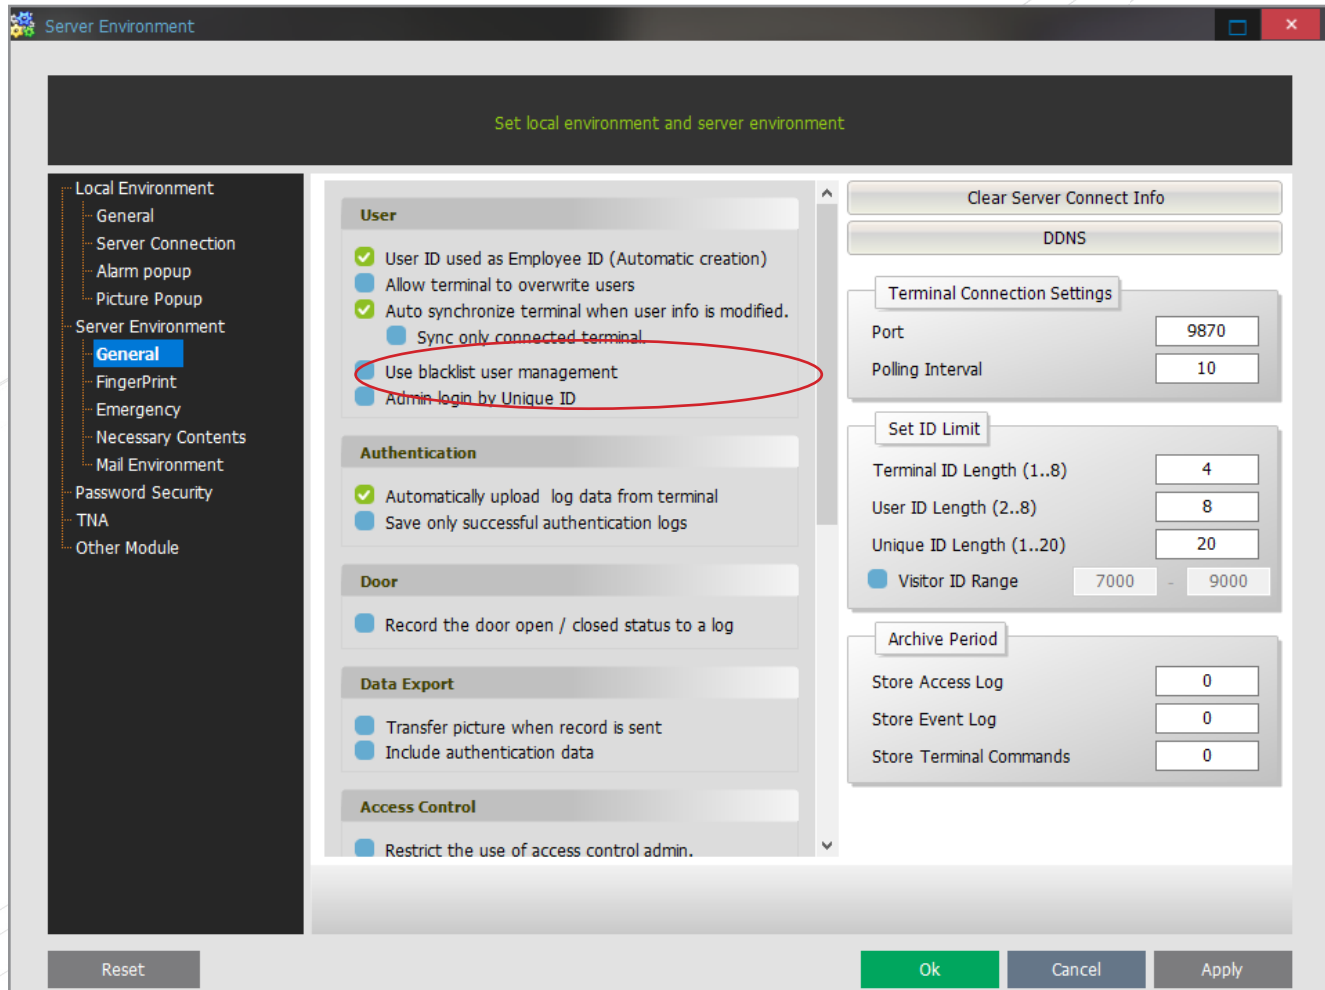 Server Environment
Set local environment and server environment
Local Environment
General
Server Connection
Alarm popup
Picture Popup
Server Environment
General
FingerPrint
Emergency
Necessary Contents
Mail Environment
Password Security
TNA
Other Module
User
User ID used as Employee ID (Automatic creation)
Allow terminal to overwrite users
Auto synchronize terminal when user info is modified.
Sync only connected terminal.
Use blacklist user management
Admin login by Unique ID
Authentication
Automatically upload log data from terminal
Save only successful authentication logs
Door
Record the door open / closed status to a log
Data Export
Transfer picture when record is sent
Include authentication data
Access Control
Restrict the use of access control admin.
Clear Server Connect Info
DDNS
Terminal Connection Settings
Port 9870
Polling Interval 10
Set ID Limit
Terminal ID Length (1..8) 4
User ID Length (2..8) 8
Unique ID Length (1..20) 20
Visitor ID Range 7000 - 9000
Archive Period
Store Access Log 0
Store Event Log 0
Store Terminal Commands 0
Reset
Ok Cancel Apply